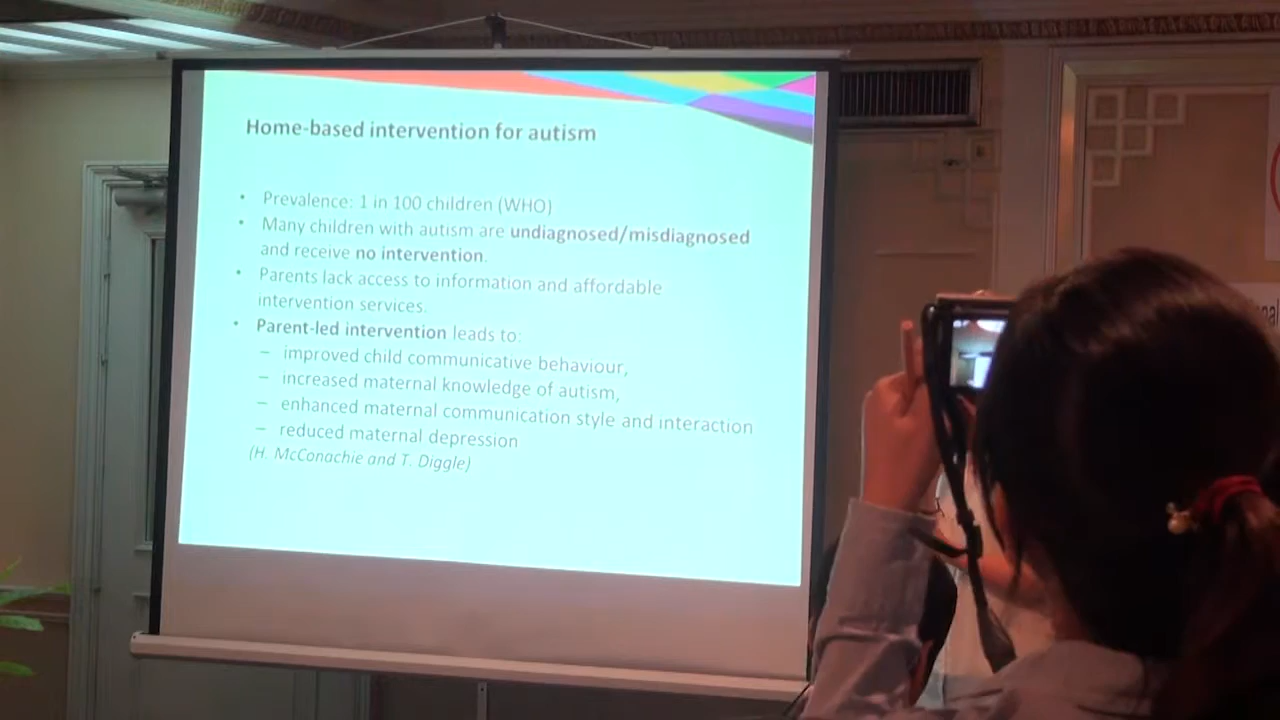 Home-based intervention for autism
• Prevalence: 1 in 100 children (WHO)
• Many children with autism are undiagnosed/misdiagnosed
and receive no intervention.
• Parents lack access to information and affordable
intervention services.
• Parent-led intervention leads to:
– improved child communicative behaviour,
– increased maternal knowledge of autism,
– enhanced maternal communication style and interaction
– reduced maternal depression
(H. McConachie and T. Diggle)